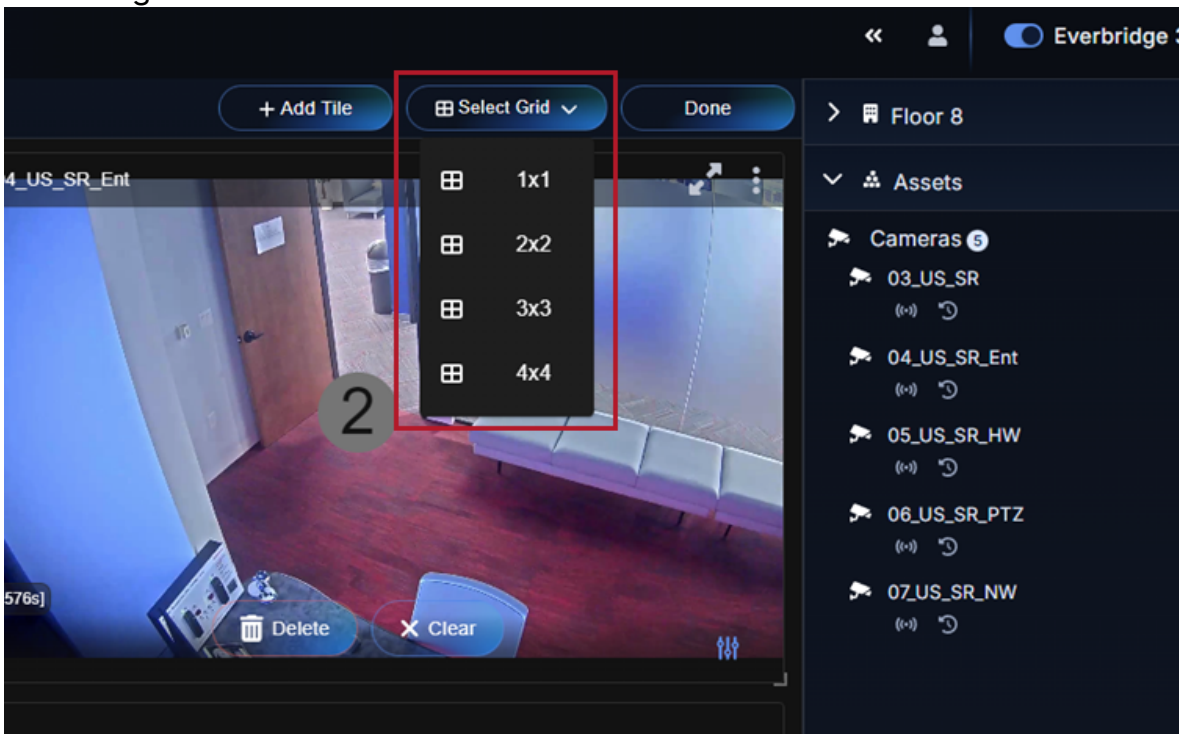 Everbridge
+ Add Tile
Select Grid
Done
Floor 8
4_US_SR_Ent
1x1
2x2
3x3
4x4
Assets
Cameras 5
03_US_SR
04_US_SR_Ent
05_US_SR_HW
06_US_SR_PTZ
07_US_SR_NW
2
576s]
Delete
Clear